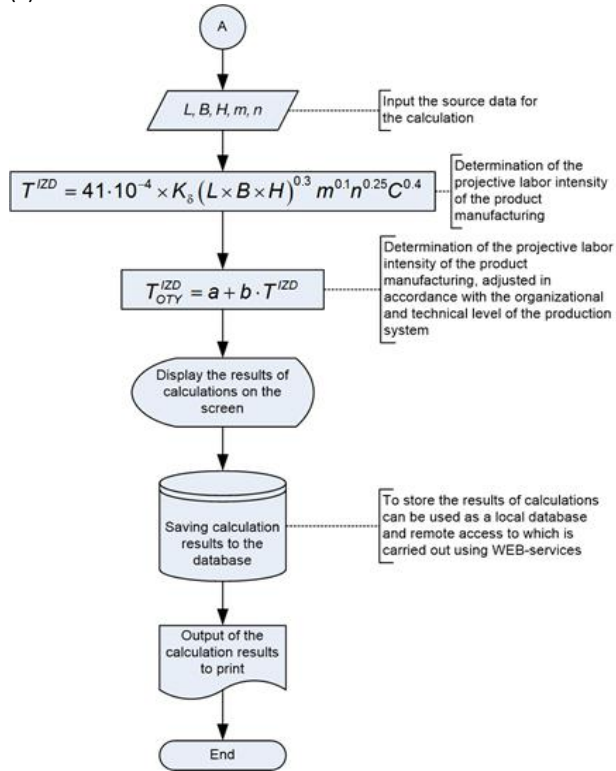 A
L, B, H, m, n
Input the source data for
the calculation
T^{IZD} = 41·10^{-4} × K_δ (L × B × H)^{0.3} m^{0.1} n^{0.25} C^{0.4}
Determination of the
projective labor intensity
of the product
manufacturing
T_{OTY}^{IZD} = a + b · T^{IZD}
Determination of the projective labor
intensity of the product
manufacturing, adjusted in
accordance with the organizational
and technical level of the production
system
Display the results of
calculations on the
screen
Saving calculation
results to the
database
To store the results of calculations
can be used as a local database
and remote access to which is
carried out using WEB-services
Output of the
calculation results
to print
End